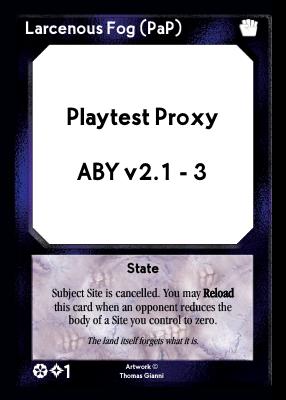 Larcenous Fog (PaP)
Playtest Proxy
ABY v2.1 - 3
State
Subject Site is cancelled. You may Reload
this card when an opponent reduces the
body of a Site you control to zero.
The land itself forgets what it is.
1
Artwork ©
Thomas Gianni